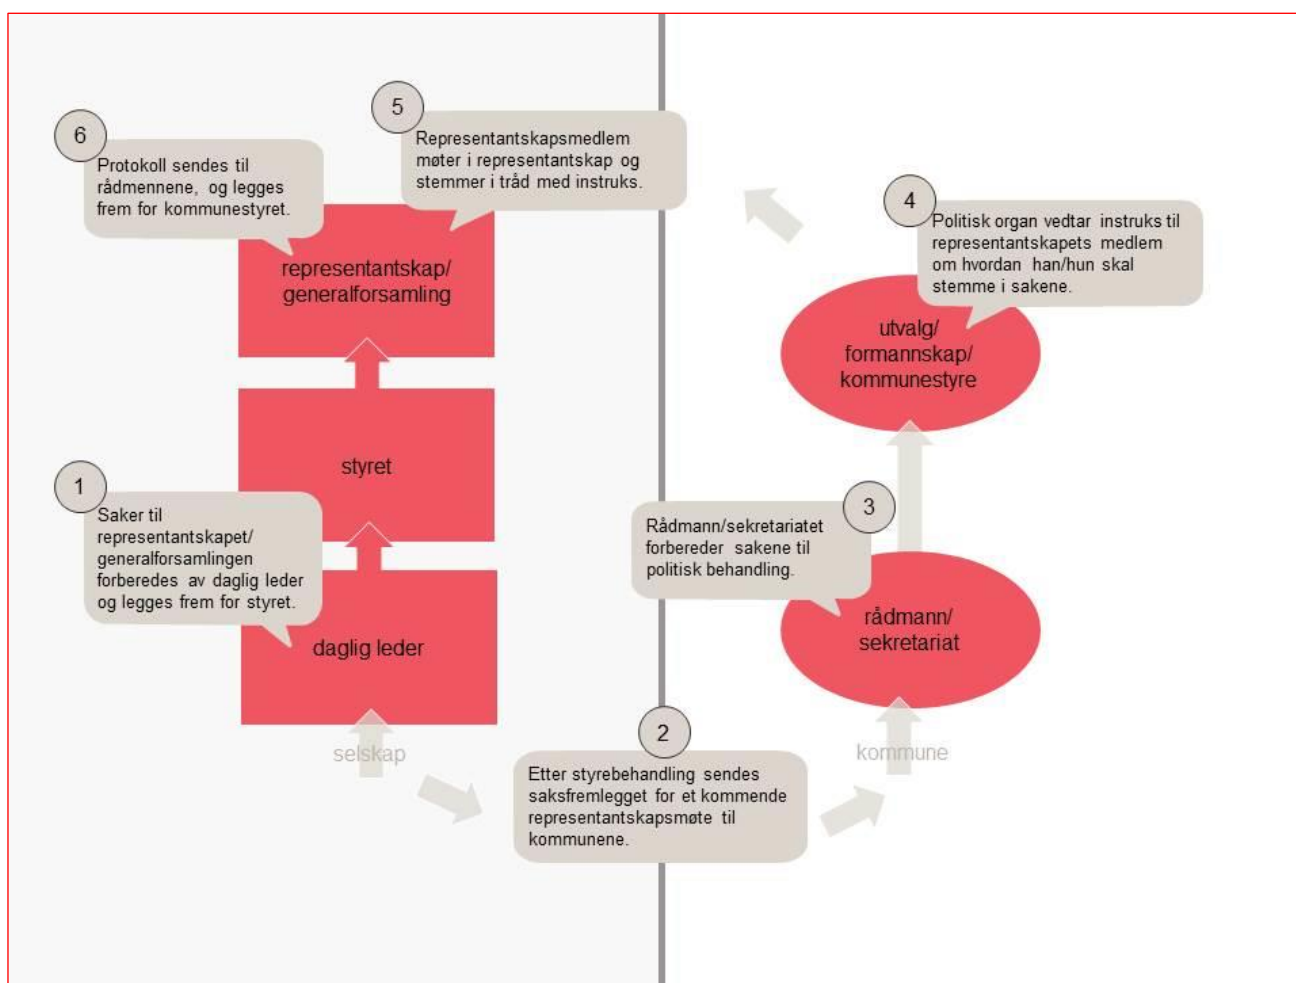 6
Protokoll sendes til
rådmennene, og legges
frem for kommunestyret.
5
Representantskapsmedlem
møter i representantskap og
stemmer i tråd med instruks.
4
Politisk organ vedtar instruks til
representantskapets medlem
om hvordan han/hun skal
stemme i sakene.
representantskap/
generalforsamling
utvalg/
formannskap/
kommunestyre
styret
1
Saker til
representantskapet/
generalforsamlingen
forberedes av daglig leder
og legges frem for styret.
3
Rådmann/sekretariatet
forbereder sakene til
politisk behandling.
daglig leder
rådmann/
sekretariat
selskap
2
Etter styrebehandling sendes
saksfremlegget for et kommende
representantskapsmøte til
kommunene.
kommune